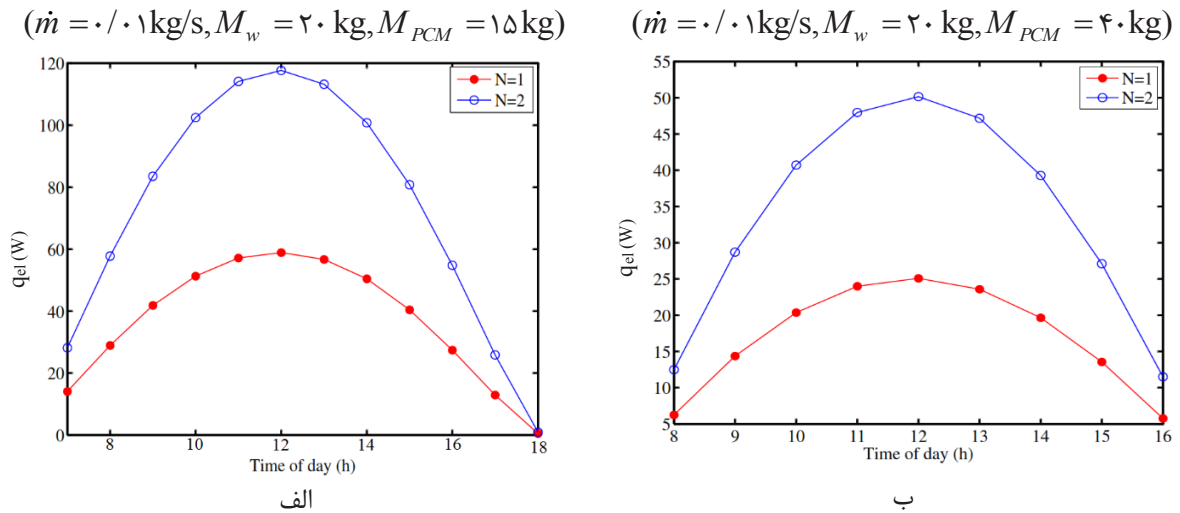 (ṁ = ۰/۰۱kg/s, M_w = ۲۰ kg, M_PCM = ۱۵kg)
120
100
80
60
40
20
0
q_el (W)
N=1
N=2
8
10
12
14
16
18
Time of day (h)
الف
(ṁ = ۰/۰۱kg/s, M_w = ۲۰ kg, M_PCM = ۴۰kg)
55
50
45
40
35
30
25
20
15
10
5
q_el (W)
N=1
N=2
8
9
10
11
12
13
14
15
16
Time of day (h)
ب